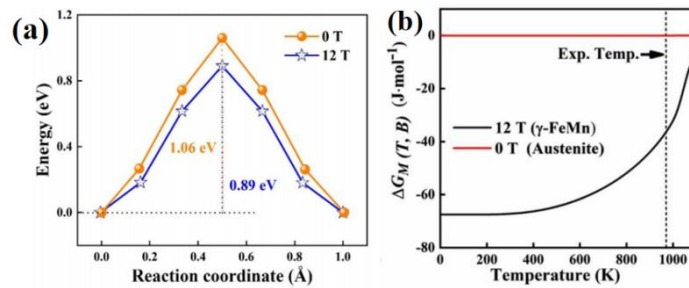 (a)
1.2
0.8
0.4
0.0
Energy (eV)
0 T
12 T
1.06 eV
0.89 eV
0.0 0.2 0.4 0.6 0.8 1.0
Reaction coordinate (Å)
(b)
0
-20
-40
-60
-80
ΔG_M (T, B) (J·mol⁻¹)
Exp. Temp.
12 T (γ-FeMn)
0 T (Austenite)
0 200 400 600 800 1000
Temperature (K)